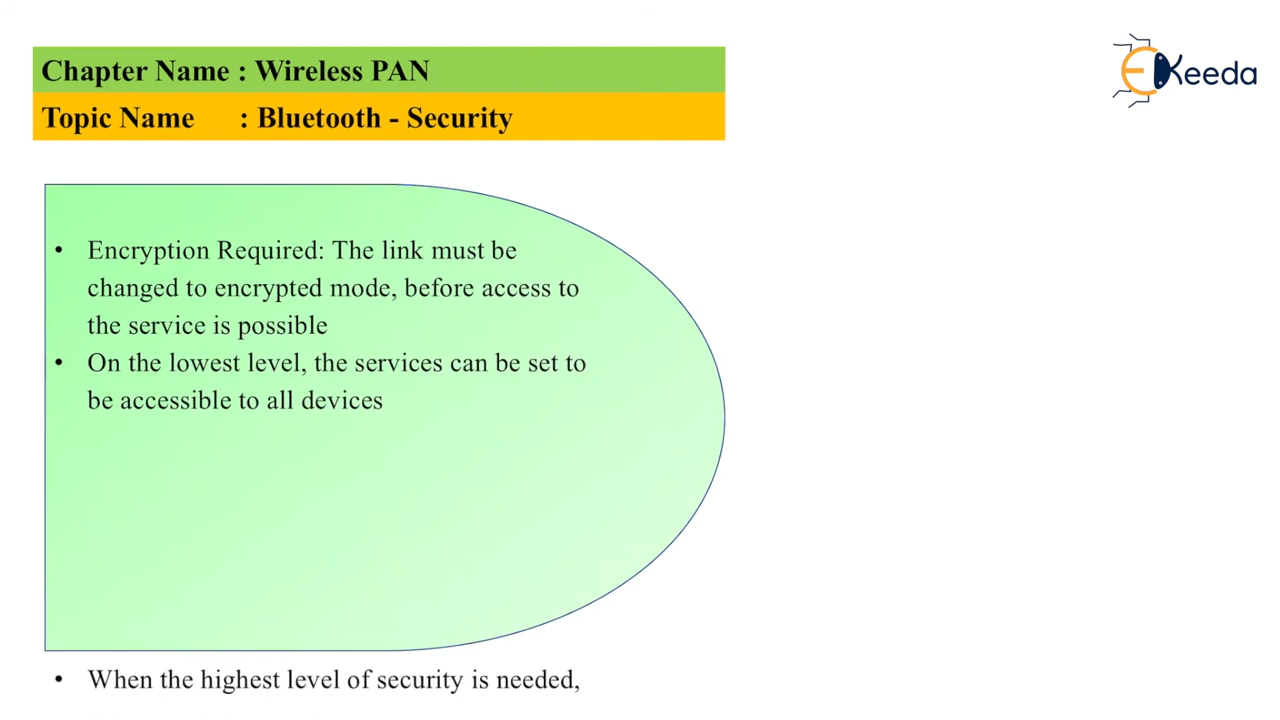 Chapter Name : Wireless PAN
Topic Name : Bluetooth - Security
EKeeda
• Encryption Required: The link must be
changed to encrypted mode, before access to
the service is possible
• On the lowest level, the services can be set to
be accessible to all devices
• When the highest level of security is needed,